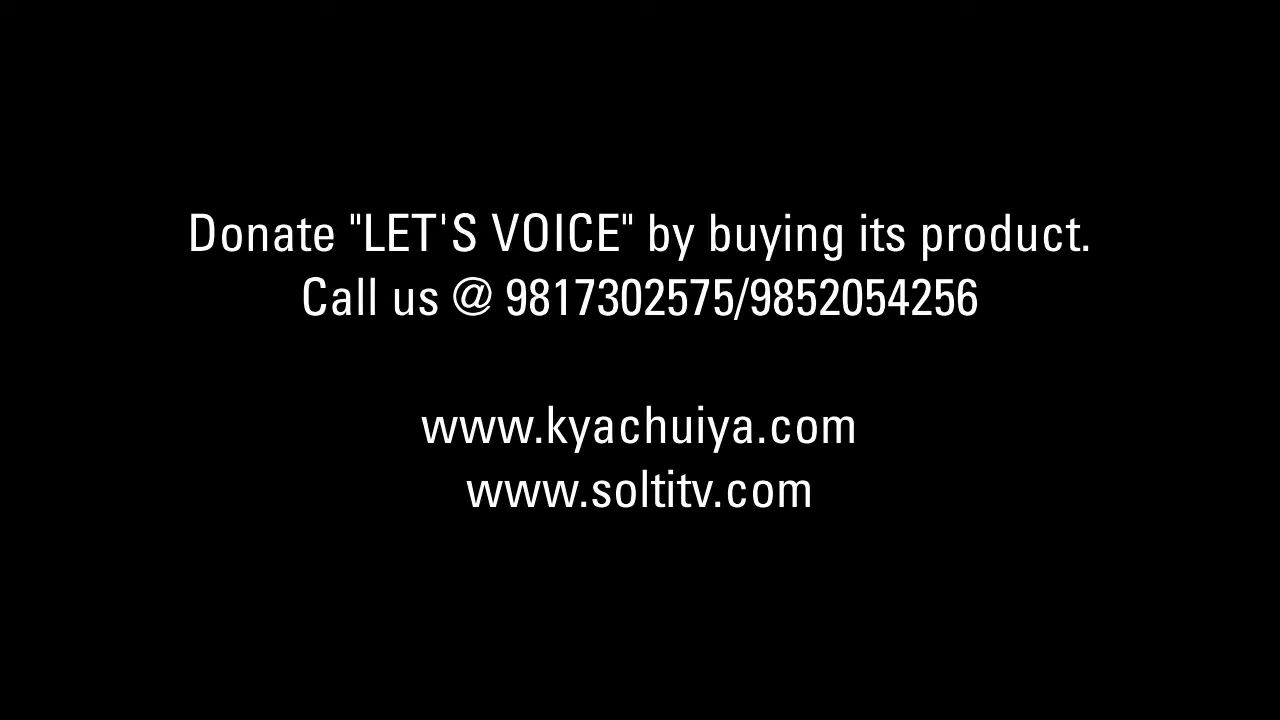 Donate "LET'S VOICE" by buying its product.
Call us @ 9817302575/9852054256
www.kyachuiya.com
www.soltitv.com